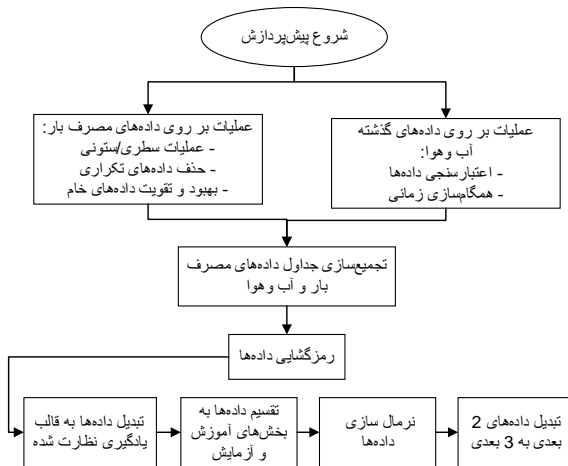 شروع پیش‌پردازش
عملیات بر روی داده‌های مصرف بار:
- عملیات سطری/ستونی
- حذف داده‌های تکراری
- بهبود و تقویت داده‌های خام
عملیات بر روی داده‌های گذشته
آب وهوا:
- اعتبارسنجی داده‌ها
- همگام‌سازی زمانی
تجمیع‌سازی جداول داده‌های مصرف
بار و آب وهوا
رمزگشایی داده‌ها
تبدیل داده‌ها به قالب
یادگیری نظارت شده
تقسیم داده‌ها به
بخش‌های آموزش
و آزمایش
نرمال سازی
داده‌ها
تبدیل داده‌های 2
بعدی به 3 بعدی